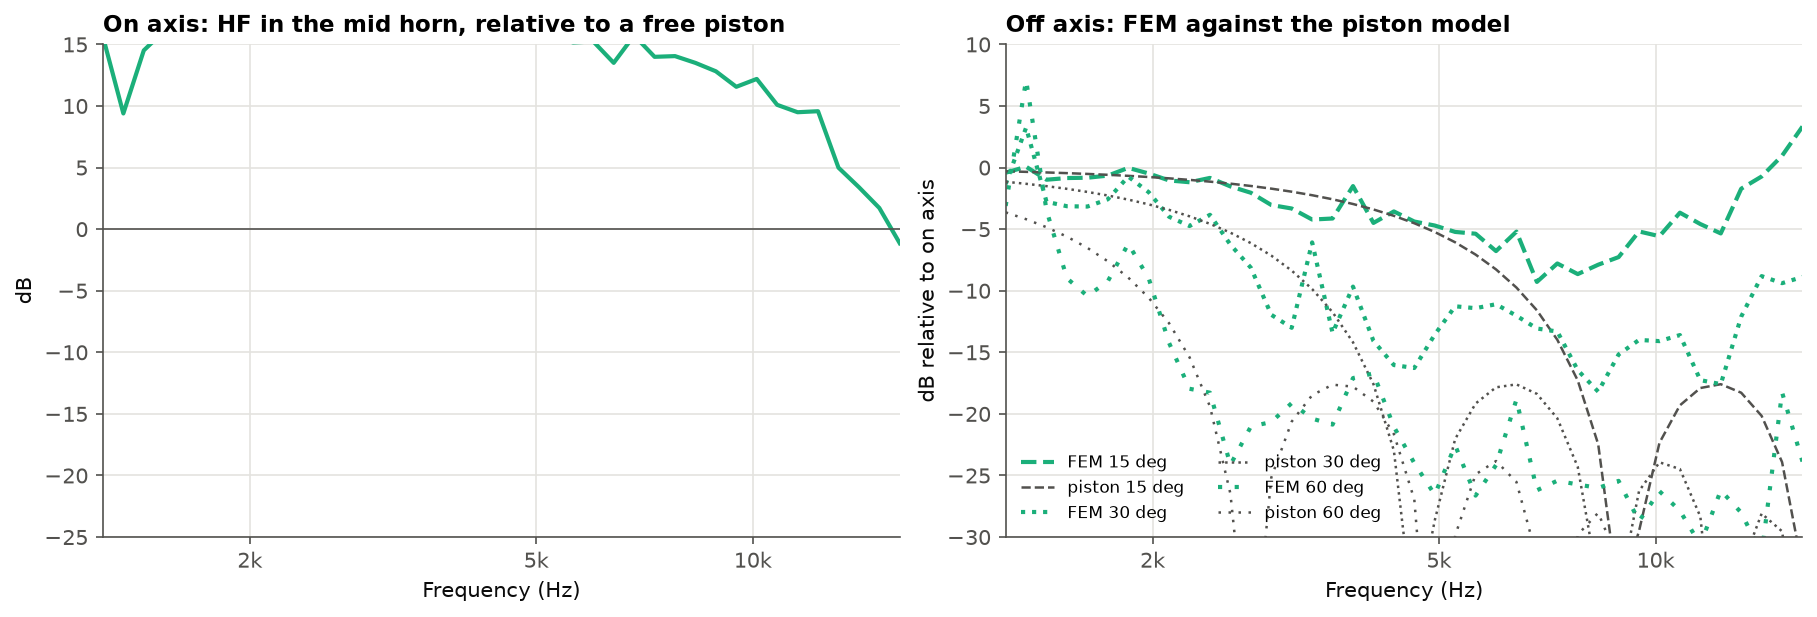 On axis: HF in the mid horn, relative to a free piston
15
10
5
0
−5
−10
−15
−20
−25
dB
2k
5k
10k
Frequency (Hz)
Off axis: FEM against the piston model
10
5
0
−5
−10
−15
−20
−25
−30
dB relative to on axis
FEM 15 deg
piston 15 deg
FEM 30 deg
piston 30 deg
FEM 60 deg
piston 60 deg
2k
5k
10k
Frequency (Hz)